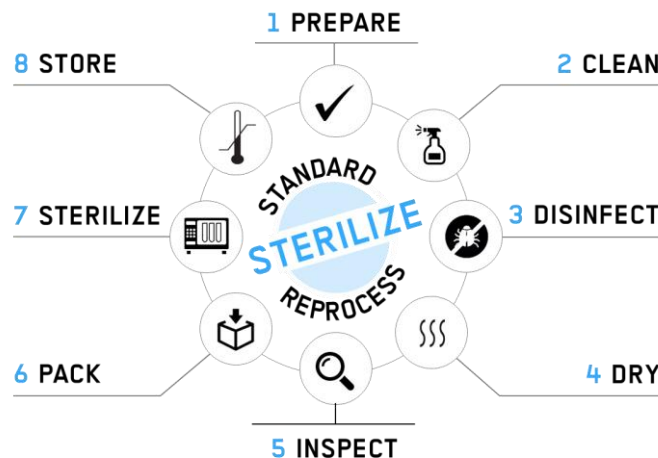 1 PREPARE
8 STORE
2 CLEAN
STANDARD
7 STERILIZE
STERILIZE
3 DISINFECT
REPROCESS
6 PACK
4 DRY
5 INSPECT